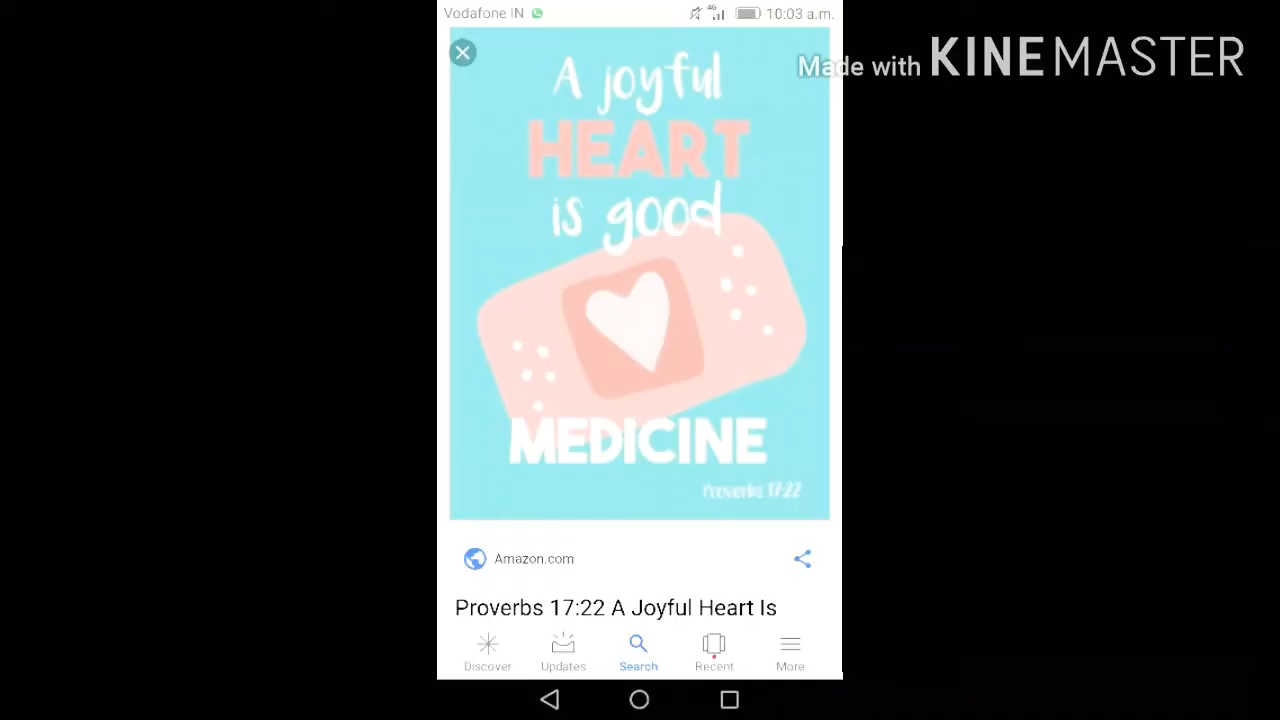 Vodafone IN
4G
10:03 a.m.
Made with KINEMASTER
A joyful
HEART
is good
MEDICINE
Proverbs 17:22
Amazon.com
Proverbs 17:22 A Joyful Heart Is
Discover Updates Search Recent More